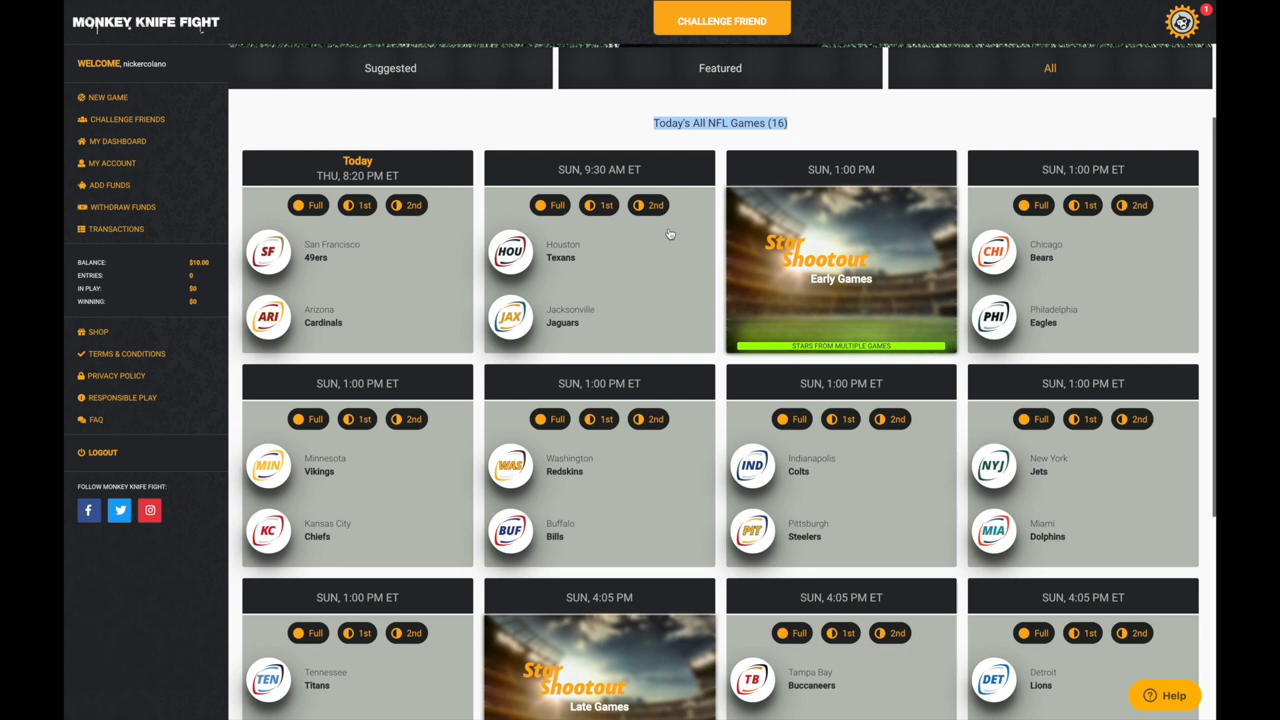 MONKEY KNIFE FIGHT
CHALLENGE FRIEND
1
WELCOME, nickercolano
NEW GAME
CHALLENGE FRIENDS
MY DASHBOARD
MY ACCOUNT
ADD FUNDS
WITHDRAW FUNDS
TRANSACTIONS
BALANCE: $10.00
ENTRIES: 0
IN PLAY: $0
WINNING: $0
SHOP
TERMS & CONDITIONS
PRIVACY POLICY
RESPONSIBLE PLAY
FAQ
LOGOUT
FOLLOW MONKEY KNIFE FIGHT:
Suggested
Featured
All
Today's All NFL Games (16)
Today
THU, 8:20 PM ET
Full 1st 2nd
SF
San Francisco
49ers
ARI
Arizona
Cardinals
SUN, 9:30 AM ET
Full 1st 2nd
HOU
Houston
Texans
JAX
Jacksonville
Jaguars
SUN, 1:00 PM
Star
Shootout
Early Games
STARS FROM MULTIPLE GAMES
SUN, 1:00 PM ET
Full 1st 2nd
CHI
Chicago
Bears
PHI
Philadelphia
Eagles
SUN, 1:00 PM ET
Full 1st 2nd
MIN
Minnesota
Vikings
KC
Kansas City
Chiefs
SUN, 1:00 PM ET
Full 1st 2nd
WAS
Washington
Redskins
BUF
Buffalo
Bills
SUN, 1:00 PM ET
Full 1st 2nd
IND
Indianapolis
Colts
PIT
Pittsburgh
Steelers
SUN, 1:00 PM ET
Full 1st 2nd
NYJ
New York
Jets
MIA
Miami
Dolphins
SUN, 1:00 PM ET
Full 1st 2nd
TEN
Tennessee
Titans
SUN, 4:05 PM
Star
Shootout
Late Games
SUN, 4:05 PM ET
Full 1st 2nd
TB
Tampa Bay
Buccaneers
SUN, 4:05 PM ET
Full 1st 2nd
DET
Detroit
Lions
Help